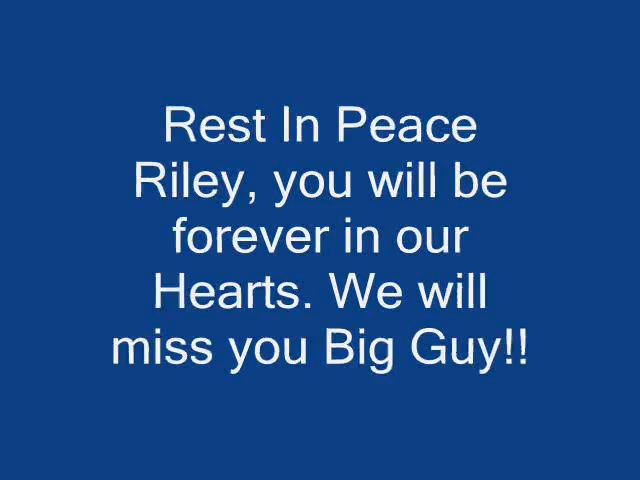 Rest In Peace
Riley, you will be
forever in our
Hearts. We will
miss you Big Guy!!